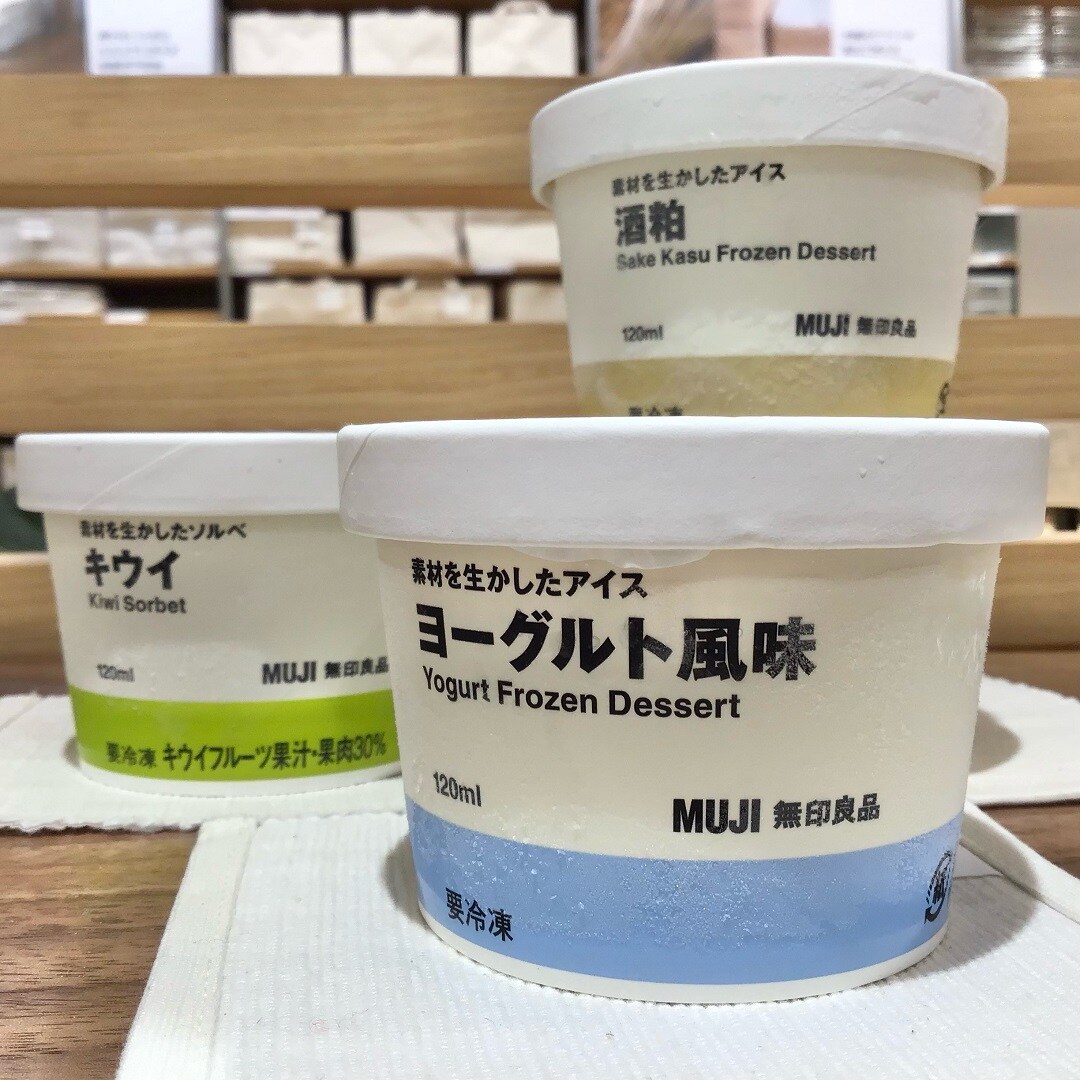 素材を生かしたアイス
酒粕
Sake Kasu Frozen Dessert
120ml
MUJI 無印良品
要冷凍
素材を生かしたソルベ
キウイ
Kiwi Sorbet
120ml
MUJI 無印良品
要冷凍 キウイフルーツ果汁・果肉30%
素材を生かしたアイス
ヨーグルト風味
Yogurt Frozen Dessert
120ml
MUJI 無印良品
要冷凍
紙